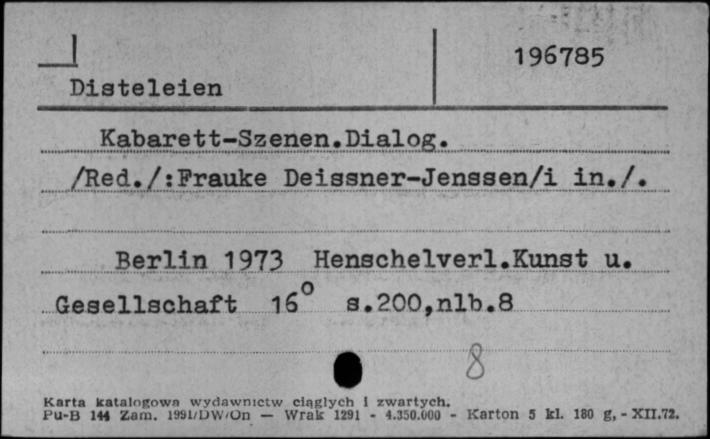 196785
Disteleien
Kabarett-Szenen.Dialog.
/Red./:Frauke Deissner-Jenssen/i in./.
Berlin 1973 Henschelverl.Kunst u.
Gesellschaft 16⁰ s.200,nlb.8
8
Karta katalogowa wydawnictw ciągłych i zwartych.
Pu-B 144 Zam. 1991/DW/On — Wrak 1291 - 4.350.000 - Karton 5 kl. 180 g, - XII.72.